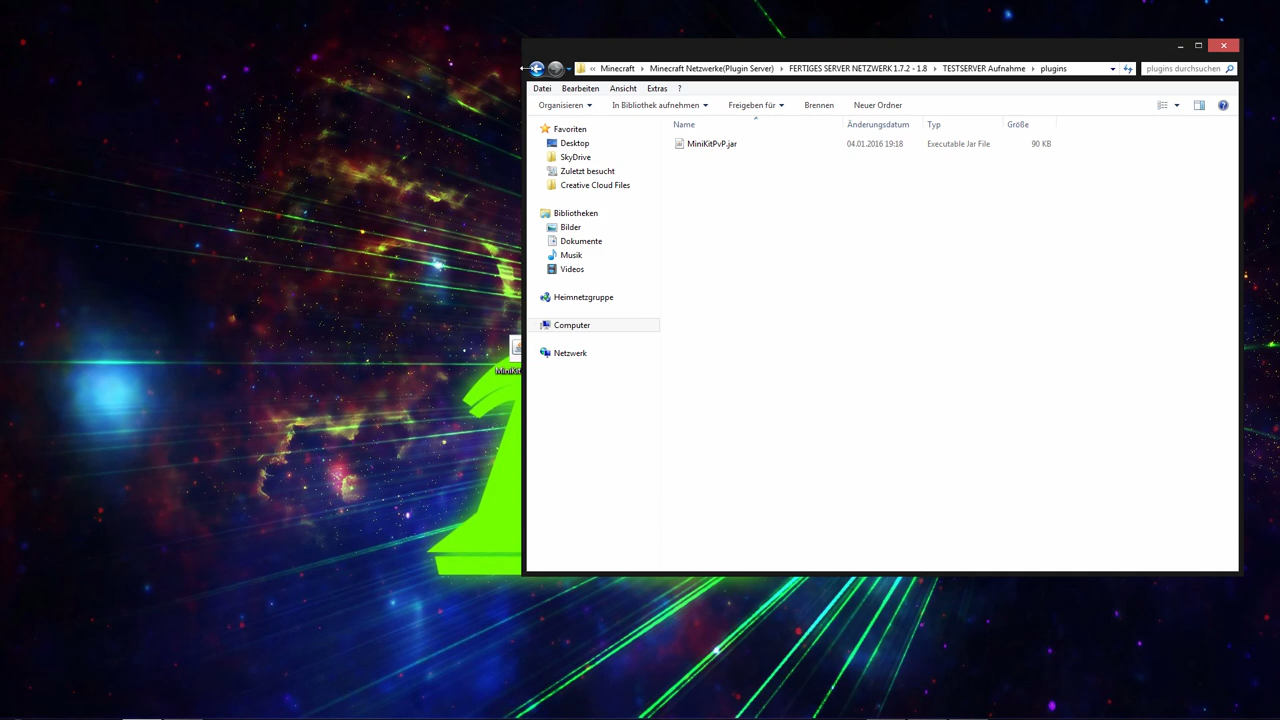 « Minecraft Minecraft Netzwerke(Plugin Server) FERTIGES SERVER NETZWERK 1.7.2 - 1.8 TESTSERVER Aufnahme plugins plugins durchsuchen
Datei Bearbeiten Ansicht Extras ?
Organisieren In Bibliothek aufnehmen Freigeben für Brennen Neuer Ordner
Name Änderungsdatum Typ Größe
MiniKitPvP.jar 04.01.2016 19:18 Executable Jar File 90 KB
Favoriten
Desktop
SkyDrive
Zuletzt besucht
Creative Cloud Files
Bibliotheken
Bilder
Dokumente
Musik
Videos
Heimnetzgruppe
Computer
Netzwerk
MiniKit